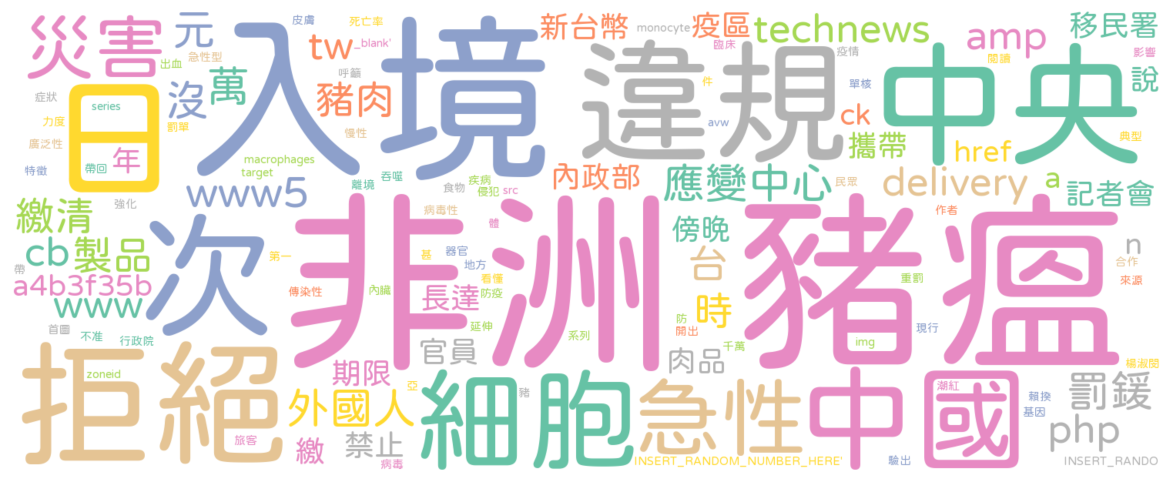 災害
元
皮膚
死亡率
新台幣
monocyte
疫區
technews
amp
移民署
出血
急性型
tw
_blank'
臨床
疫情
閱讀
影響
入境
違規
中央
呼籲
豬肉
萬
沒
症狀
日
series
件
單核
說
力度
罰單
慢性
avw
ck
攜帶
典型
廣泛性
年
macrophages
target
href
特徵
帶回
離境
吞噬
疾病
食物
侵犯
src
內政部
應變中心
民眾
delivery
a
記者會
www5
強化
繳清
次
病毒性
體
作者
非洲豬瘟
傍晚
cb
製品
第一
甚
器官
地方
看懂
台
n
合作
帶
a4b3f35b
傳染性
內臟
長達
防疫
重罰
來源
www
時
首圖
不准
行政院
延伸
系列
防
開出
現行
官員
千萬
img
拒絕
肉品
楊淑閔
zoneid
期限
亞
豬
細胞
急性
中國
潮紅
賴換
罰鍰
外國人
基因
php
旅客
繳
禁止
病毒
INSERT_RANDOM_NUMBER_HERE'
驗出
INSERT_RANDO